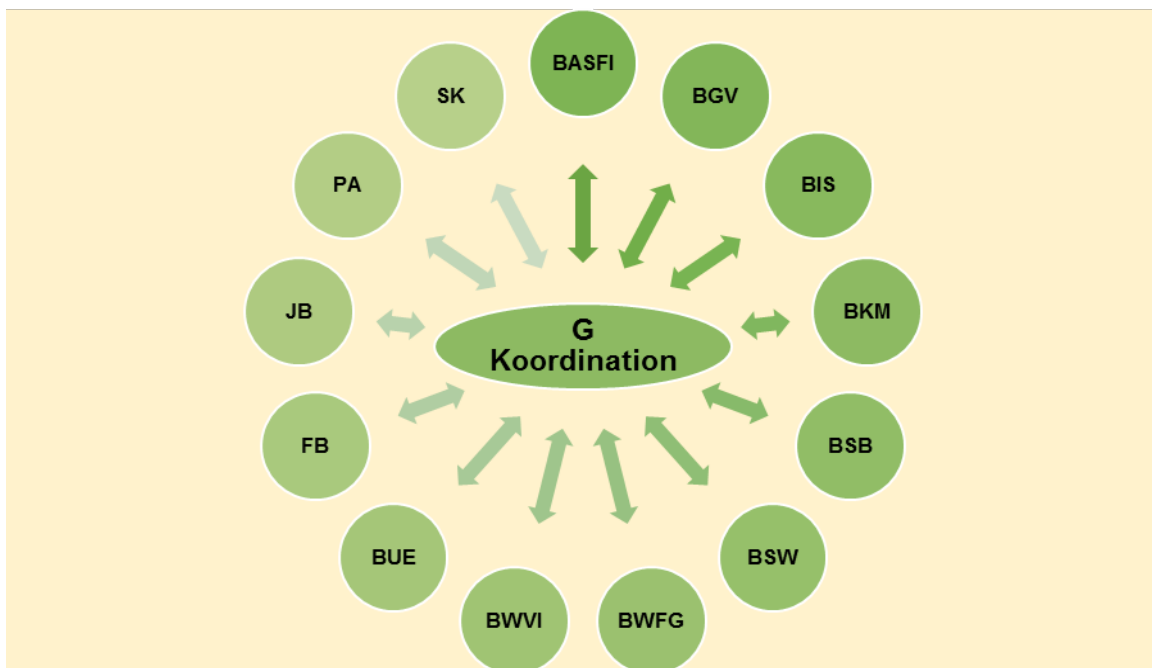 BASFI
SK
BGV
PA
BIS
JB
BKM
G
Koordination
FB
BSB
BUE
BSW
BWVI
BWFG